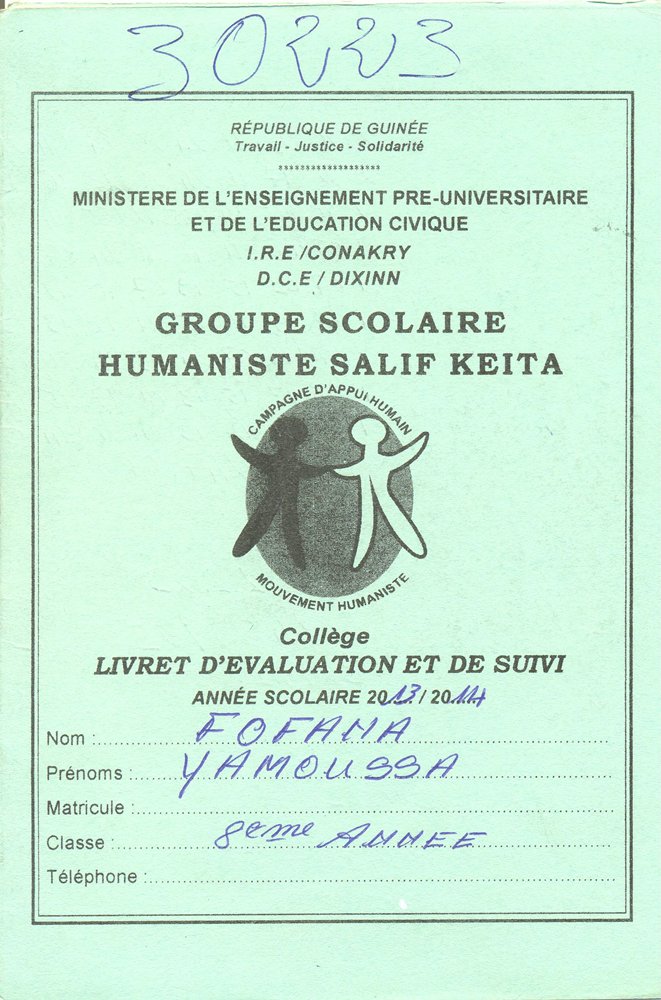 30223
RÉPUBLIQUE DE GUINÉE
Travail - Justice - Solidarité
*******************
MINISTERE DE L'ENSEIGNEMENT PRE-UNIVERSITAIRE
ET DE L'EDUCATION CIVIQUE
I.R.E /CONAKRY
D.C.E / DIXINN
GROUPE SCOLAIRE
HUMANISTE SALIF KEITA
CAMPAGNE D'APPUI HUMAIN
MOUVEMENT HUMANISTE
Collège
LIVRET D'EVALUATION ET DE SUIVI
ANNÉE SCOLAIRE 2013/2014
Nom : FOFANA
Prénoms : YAMOUSSA
Matricule :
Classe : 8eme ANNEE
Téléphone :